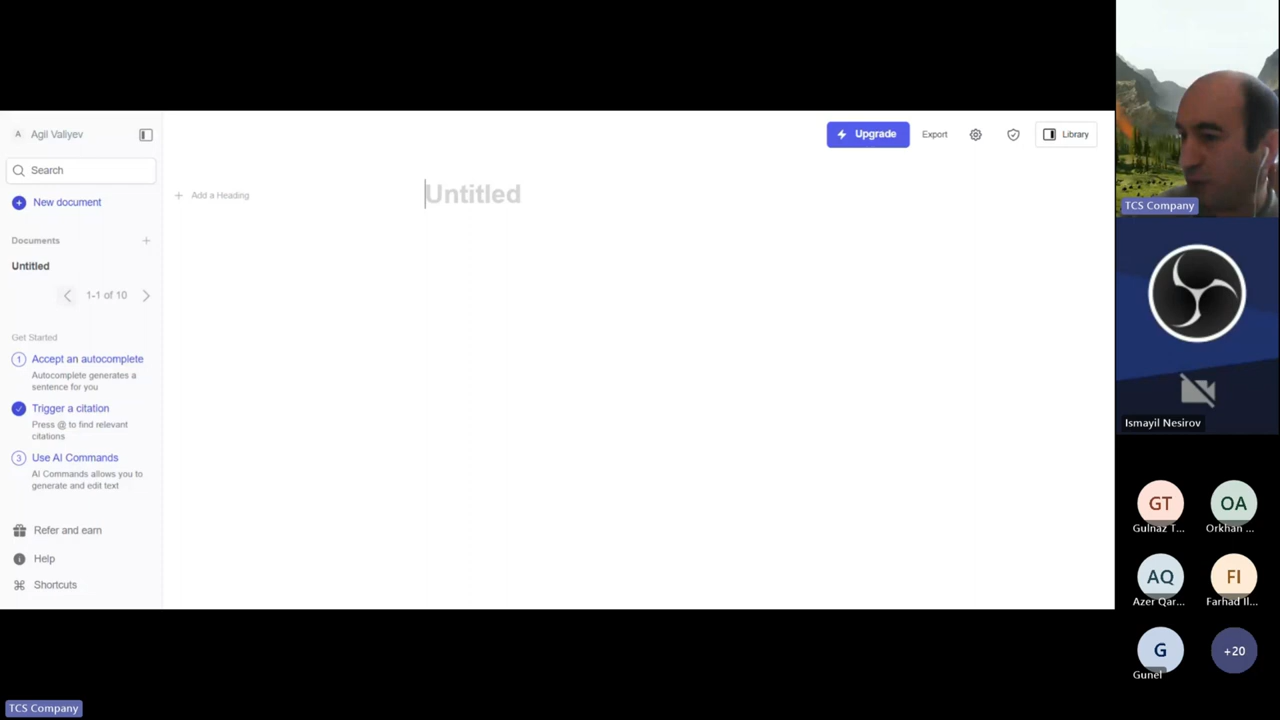 A Agil Valiyev
Search
New document
Documents
Untitled
1-1 of 10
Get Started
1 Accept an autocomplete
Autocomplete generates a
sentence for you
Trigger a citation
Press @ to find relevant
citations
3 Use AI Commands
AI Commands allows you to
generate and edit text
Refer and earn
Help
Shortcuts
Upgrade
Export
Library
Add a Heading
Untitled
TCS Company
Ismayil Nesirov
GT
Gulnaz T...
OA
Orkhan ...
AQ
Azer Qar...
FI
Farhad Il...
G
Gunel
+20
TCS Company